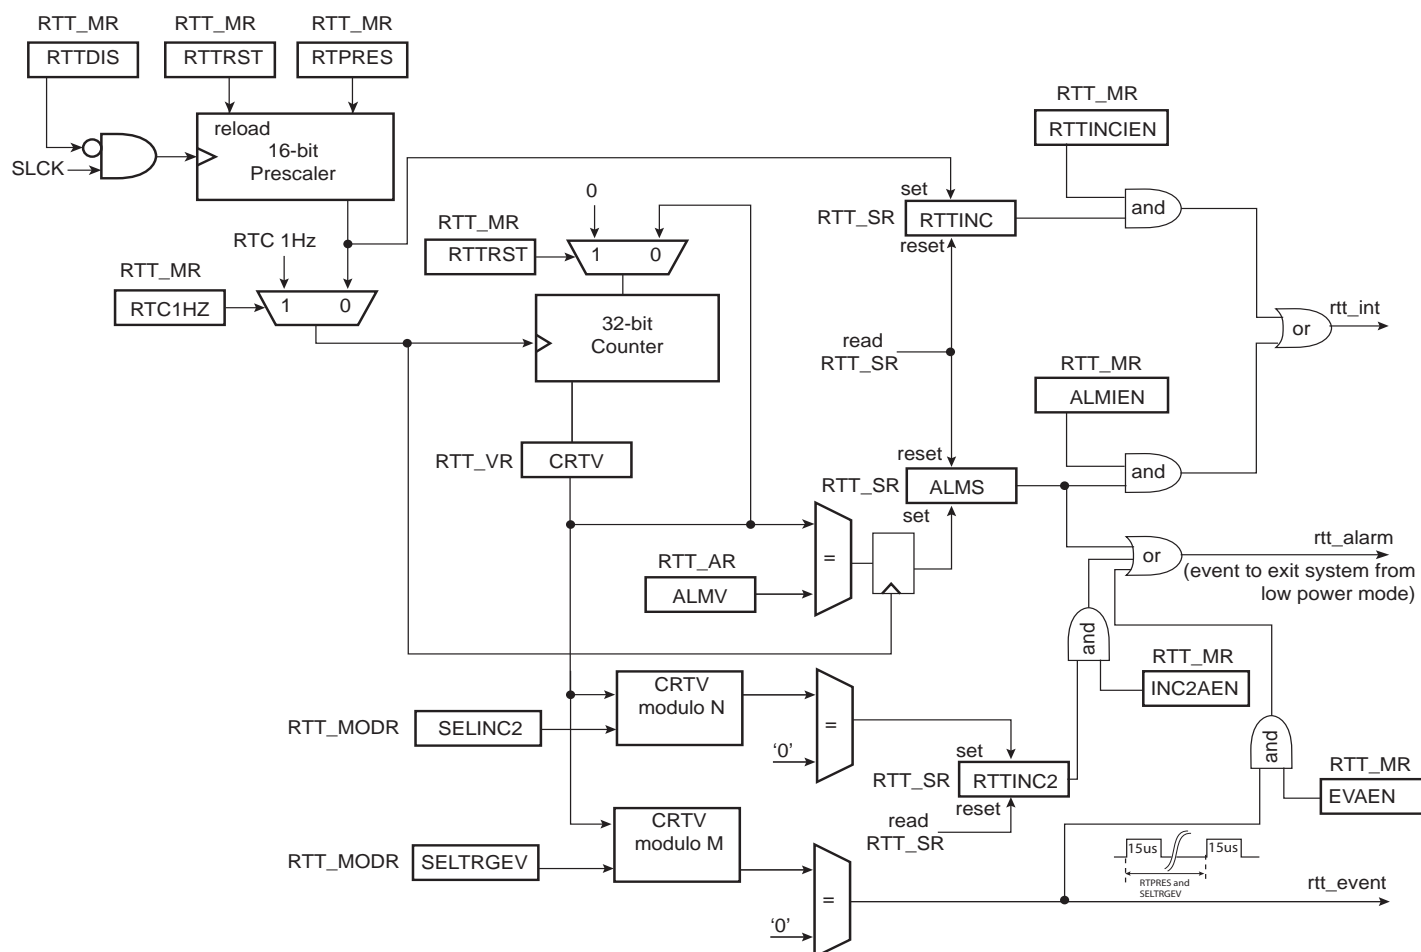 RTT_MR
RTT_MR
RTT_MR
RTTDIS
RTTRST
RTPRES
reload
16-bit
Prescaler
SLCK
RTT_MR
RTTINCIEN
0
set
and
RTT_SR
RTTINC
reset
RTC 1Hz
RTT_MR
RTTRST
1
0
RTT_MR
RTC1HZ
1
0
32-bit
Counter
rtt_int
or
read
RTT_SR
RTT_MR
ALMIEN
RTT_VR
CRTV
reset
and
RTT_SR
ALMS
set
=
RTT_AR
ALMV
or
rtt_alarm
(event to exit system from
low power mode)
and
RTT_MR
INC2AEN
CRTV
modulo N
RTT_MODR
SELINC2
=
'0'
set
RTT_SR
RTTINC2
reset
read
RTT_SR
and
RTT_MR
EVAEN
CRTV
modulo M
RTT_MODR
SELTRGEV
=
'0'
15us
15us
RTPRES and
SELTRGEV
rtt_event